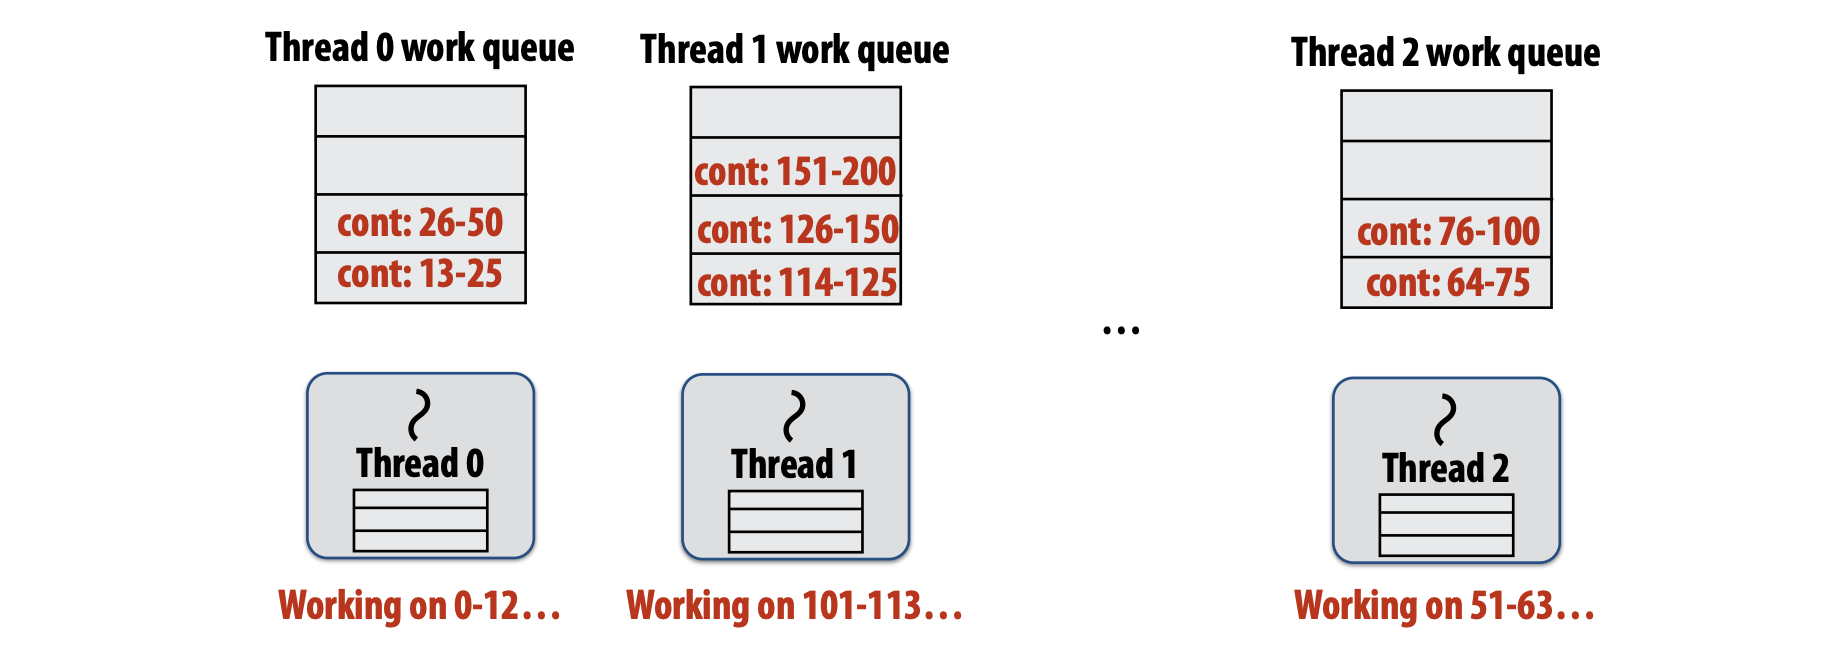 Thread 0 work queue
Thread 1 work queue
Thread 2 work queue
cont: 26-50
cont: 13-25
cont: 151-200
cont: 126-150
cont: 114-125
cont: 76-100
cont: 64-75
...
Thread 0
Thread 1
Thread 2
Working on 0-12...
Working on 101-113...
Working on 51-63...